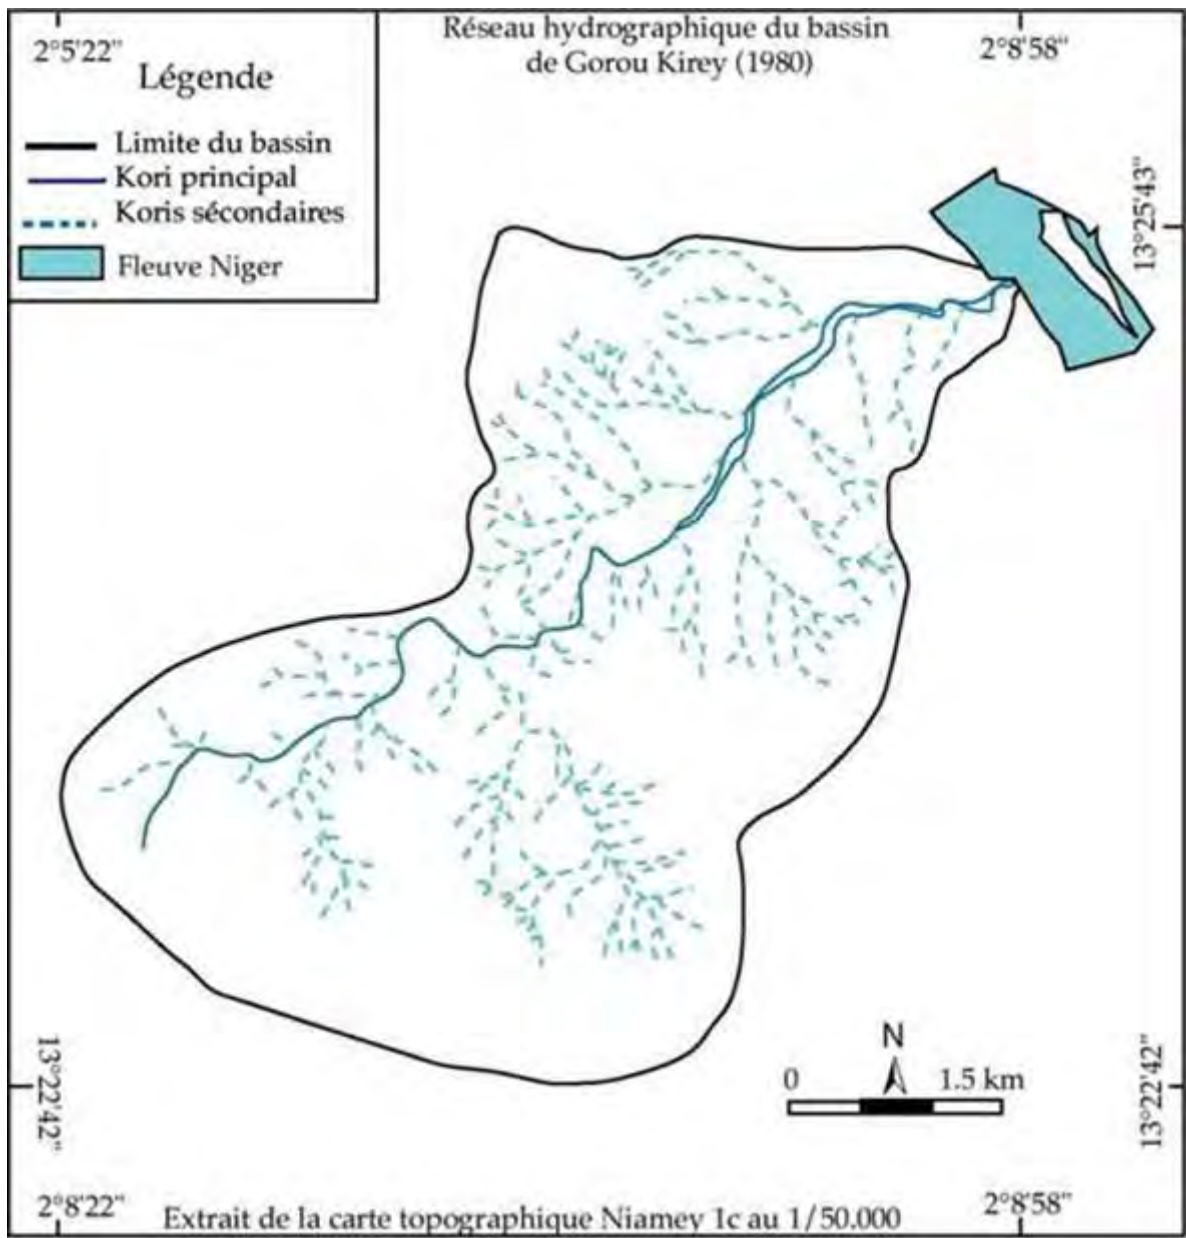 Réseau hydrographique du bassin
de Gorou Kirey (1980)
2°5'22"
2°8'58"
Légende
Limite du bassin
Kori principal
Koris sécondaires
Fleuve Niger
13°25'43"
N
0 1.5 km
13°22'42"
13°22'42"
2°8'22"
2°8'58"
Extrait de la carte topographique Niamey 1c au 1/50.000